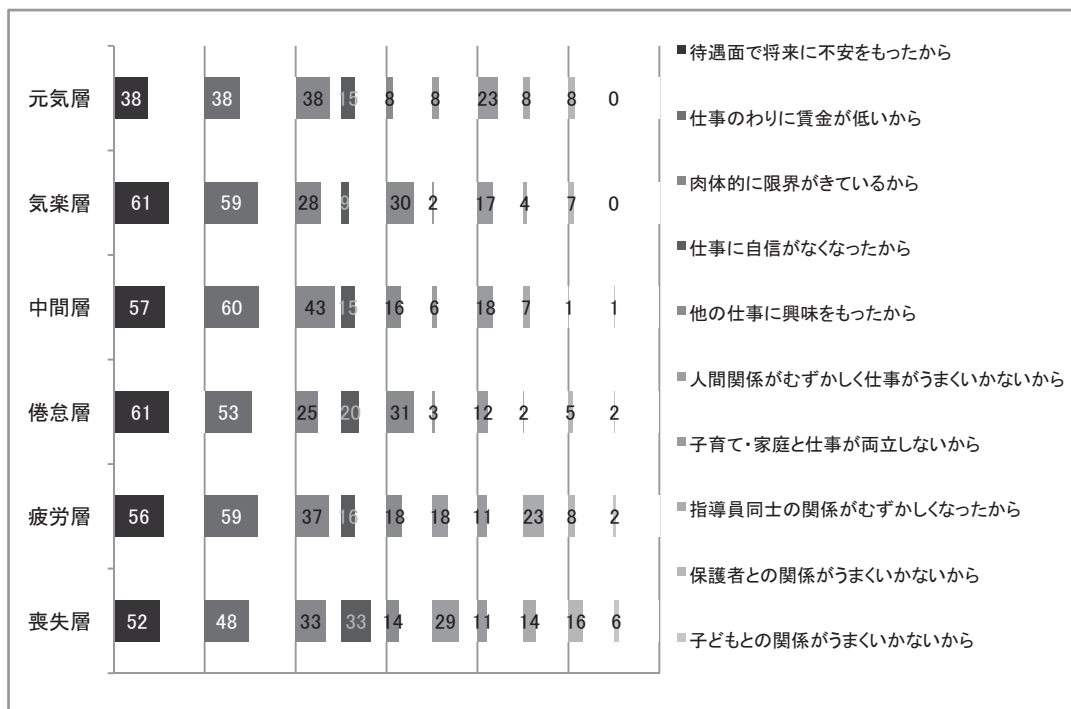 元気層 38 38 38 15 8 8 23 8 8 0
気楽層 61 59 28 9 30 2 17 4 7 0
中間層 57 60 43 15 16 6 18 7 1 1
倦怠層 61 53 25 20 31 3 12 2 5 2
疲労層 56 59 37 16 18 18 11 23 8 2
喪失層 52 48 33 33 14 29 11 14 16 6
待遇面で将来に不安をもったから
仕事のわりに賃金が低いから
肉体的に限界がきているから
仕事に自信がなくなったから
他の仕事に興味をもったから
人間関係がむずかしく仕事がうまくいかないから
子育て・家庭と仕事が両立しないから
指導員同士の関係がむずかしくなったから
保護者との関係がうまくいかないから
子どもとの関係がうまくいかないから